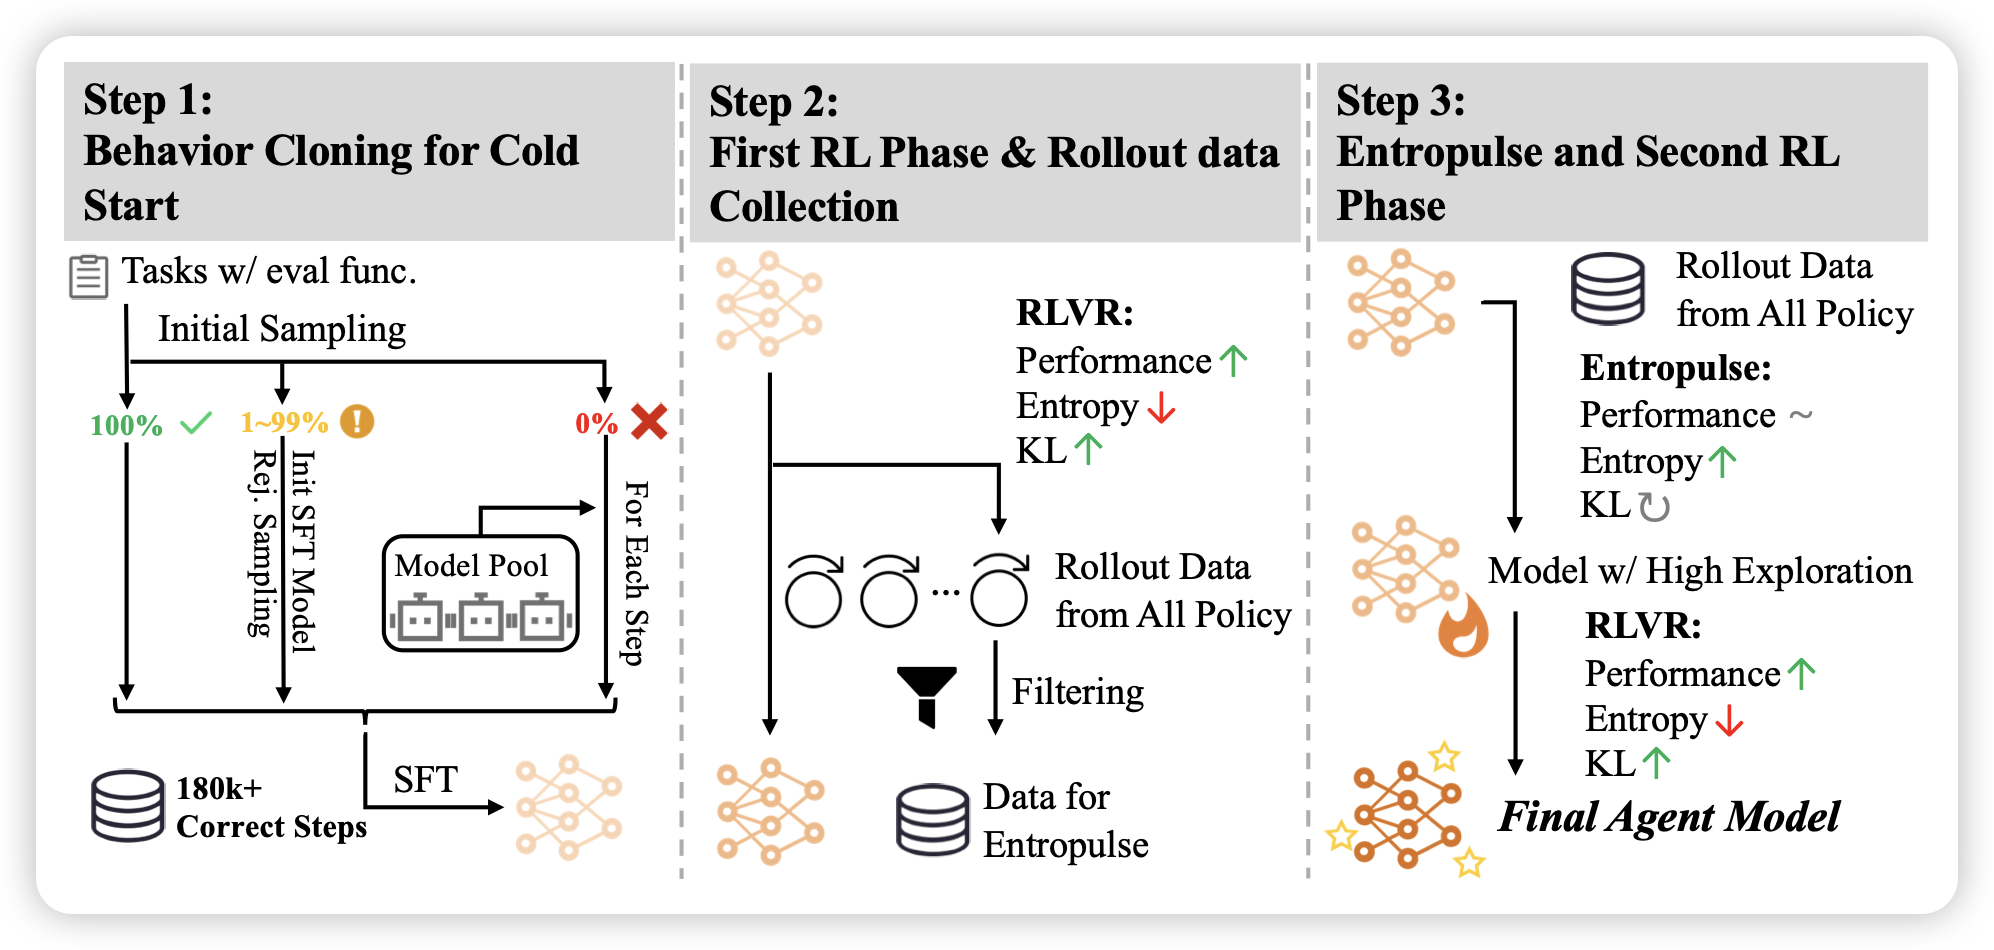 Step 1:
Behavior Cloning for Cold
Start
Tasks w/ eval func.
Initial Sampling
100%
1~99%
0%
Init SFT Model
Rej. Sampling
Model Pool
For Each Step
180k+
Correct Steps
SFT
Step 2:
First RL Phase & Rollout data
Collection
RLVR:
Performance ↑
Entropy ↓
KL ↑
...
Rollout Data
from All Policy
Filtering
Data for
Entropulse
Step 3:
Entropulse and Second RL
Phase
Rollout Data
from All Policy
Entropulse:
Performance ~
Entropy ↑
KL ↻
Model w/ High Exploration
RLVR:
Performance ↑
Entropy ↓
KL ↑
Final Agent Model